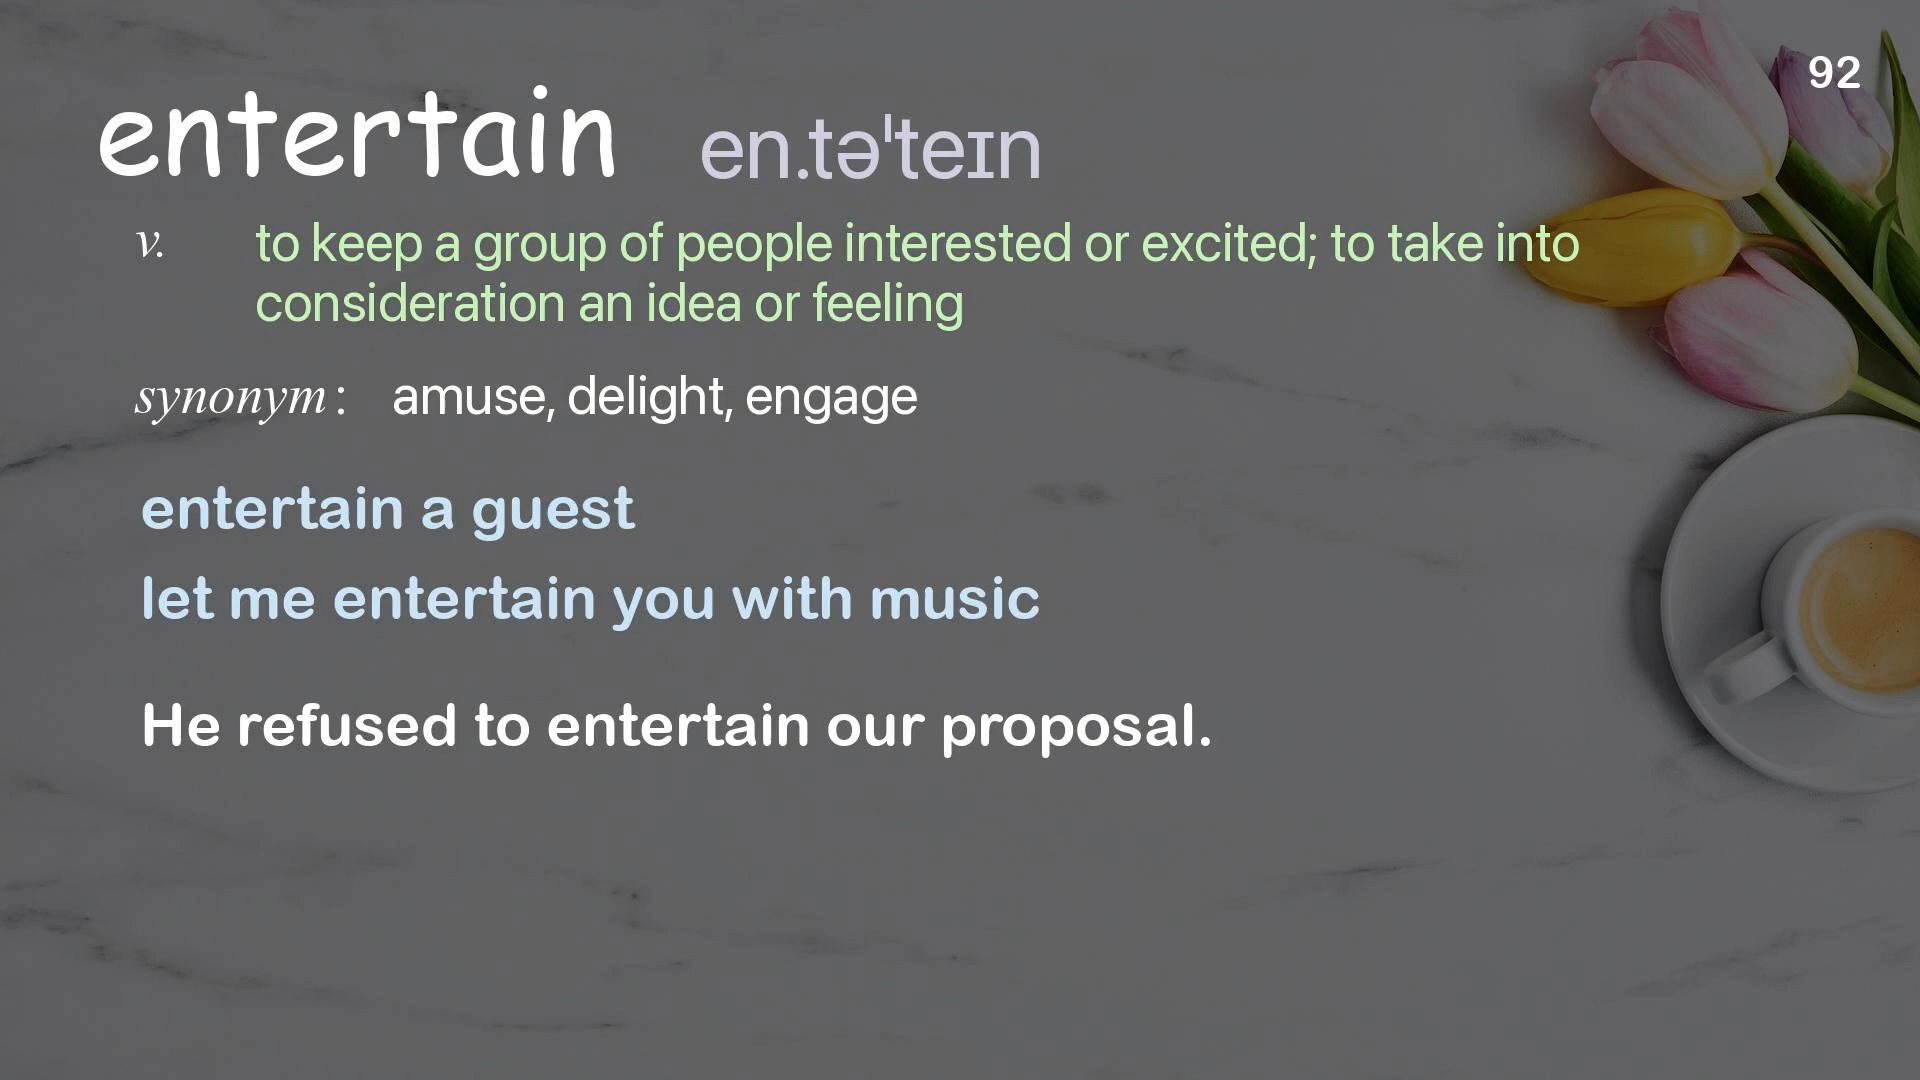 92
entertain en.təˈteɪn
v. to keep a group of people interested or excited; to take into
consideration an idea or feeling
synonym: amuse, delight, engage
entertain a guest
let me entertain you with music
He refused to entertain our proposal.